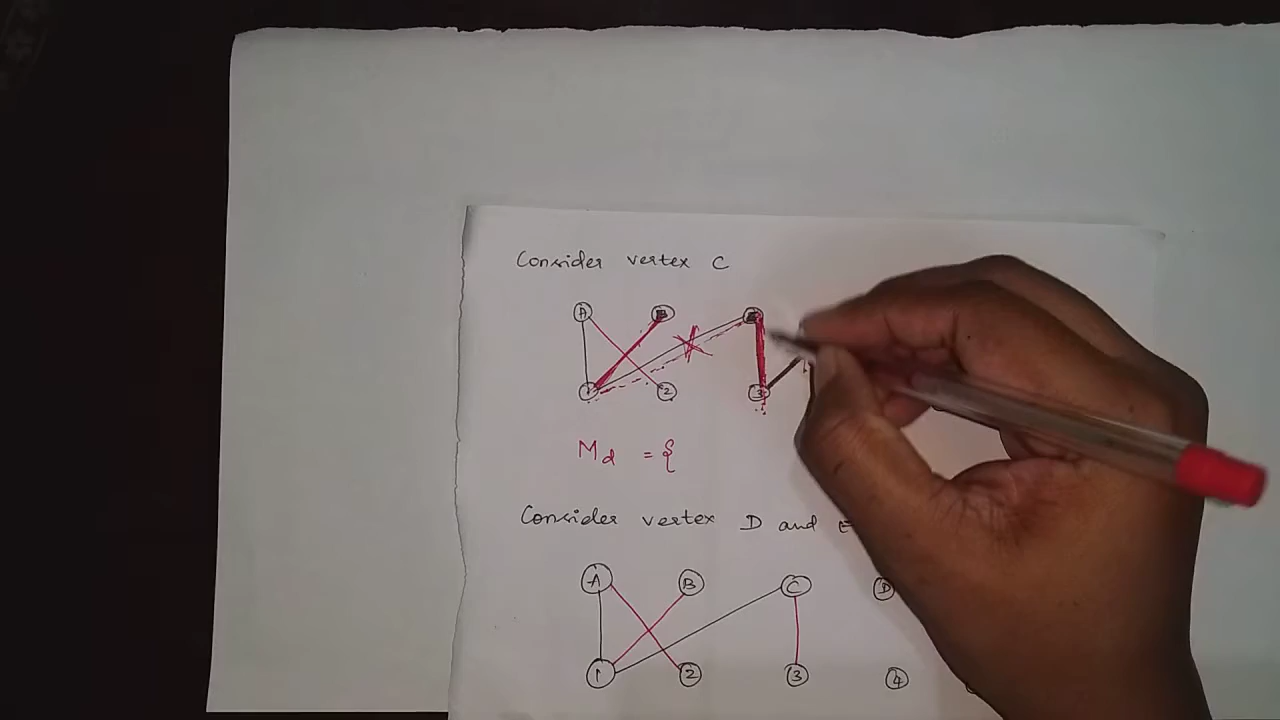 Consider vertex C
A B
1 2 3
Md = {
Consider vertex D and E
A B C D
1 2 3 4